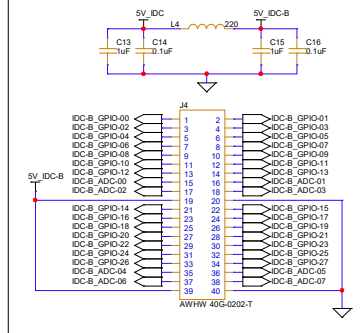 5V_IDC 5V_IDC-B
L4 220
C13 C14 C15 C16
1uF 0.1uF 1uF 0.1uF
J4
IDC-B_GPIO-00 1 2 IDC-B_GPIO-01
IDC-B_GPIO-02 3 4 IDC-B_GPIO-03
IDC-B_GPIO-04 5 6 IDC-B_GPIO-05
IDC-B_GPIO-06 7 8 IDC-B_GPIO-07
IDC-B_GPIO-08 9 10 IDC-B_GPIO-09
IDC-B_GPIO-10 11 12 IDC-B_GPIO-11
IDC-B_GPIO-12 13 14 IDC-B_GPIO-13
5V_IDC-B IDC-B_ADC-00 15 16 IDC-B_ADC-01
IDC-B_ADC-02 17 18 IDC-B_ADC-03
19 20
IDC-B_GPIO-14 21 22 IDC-B_GPIO-15
IDC-B_GPIO-16 23 24 IDC-B_GPIO-17
IDC-B_GPIO-18 25 26 IDC-B_GPIO-19
IDC-B_GPIO-20 27 28 IDC-B_GPIO-21
IDC-B_GPIO-22 29 30 IDC-B_GPIO-23
IDC-B_GPIO-24 31 32 IDC-B_GPIO-25
IDC-B_GPIO-26 33 34 IDC-B_GPIO-27
IDC-B_ADC-04 35 36 IDC-B_ADC-05
IDC-B_ADC-06 37 38 IDC-B_ADC-07
39 40
AWHW 40G-0202-T